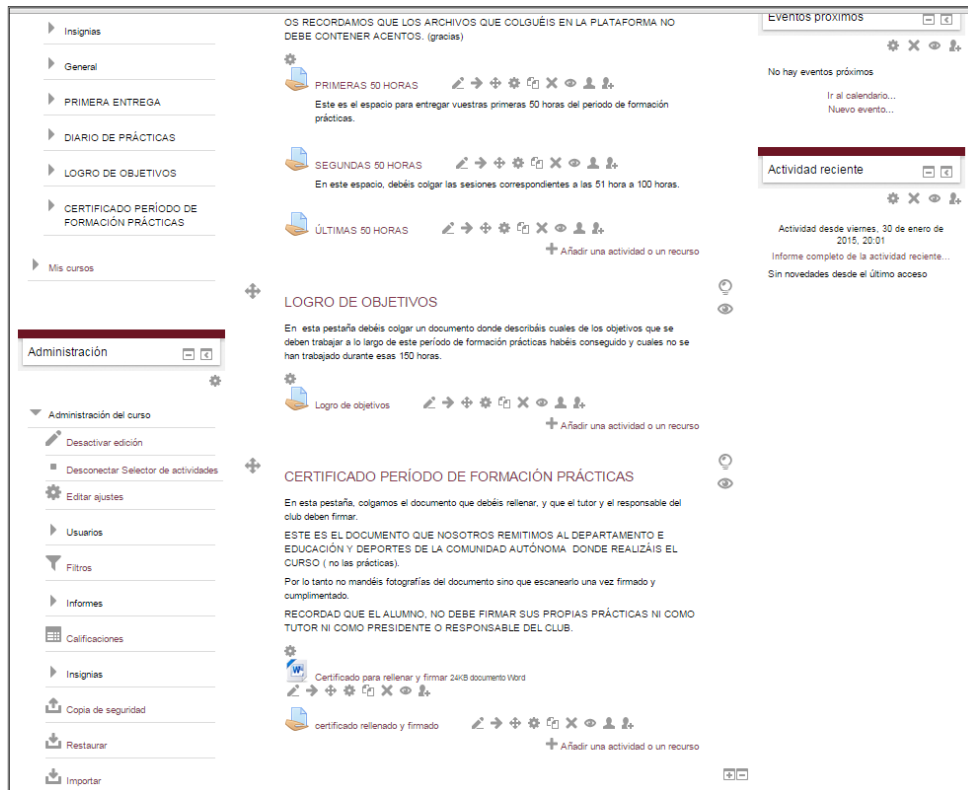 Insignias
General
PRIMERA ENTREGA
DIARIO DE PRÁCTICAS
LOGRO DE OBJETIVOS
CERTIFICADO PERÍODO DE
FORMACIÓN PRÁCTICAS
Mis cursos
Administración
Administración del curso
Desactivar edición
Desconectar Selector de actividades
Editar ajustes
Usuarios
Filtros
Informes
Calificaciones
Insignias
Copia de seguridad
Restaurar
Importar
OS RECORDAMOS QUE LOS ARCHIVOS QUE COLGUÉIS EN LA PLATAFORMA NO
DEBE CONTENER ACENTOS. (gracias)
PRIMERAS 50 HORAS
Este es el espacio para entregar vuestras primeras 50 horas del periodo de formación
prácticas.
SEGUNDAS 50 HORAS
En este espacio, debéis colgar las sesiones correspondientes a las 51 hora a 100 horas.
ÚLTIMAS 50 HORAS
Añadir una actividad o un recurso
LOGRO DE OBJETIVOS
En esta pestaña debéis colgar un documento donde describáis cuales de los objetivos que se
deben trabajar a lo largo de este período de formación prácticas habéis conseguido y cuales no se
han trabajado durante esas 150 horas.
Logro de objetivos
Añadir una actividad o un recurso
CERTIFICADO PERÍODO DE FORMACIÓN PRÁCTICAS
En esta pestaña, colgamos el documento que debéis rellenar, y que el tutor y el responsable del
club deben firmar.
ESTE ES EL DOCUMENTO QUE NOSOTROS REMITIMOS AL DEPARTAMENTO E
EDUCACIÓN Y DEPORTES DE LA COMUNIDAD AUTÓNOMA DONDE REALIZÁIS EL
CURSO ( no las prácticas).
Por lo tanto no mandéis fotografías del documento sino que escanearlo una vez firmado y
cumplimentado.
RECORDAD QUE EL ALUMNO, NO DEBE FIRMAR SUS PROPIAS PRÁCTICAS NI COMO
TUTOR NI COMO PRESIDENTE O RESPONSABLE DEL CLUB.
Certificado para rellenar y firmar 24KB documento Word
certificado rellenado y firmado
Añadir una actividad o un recurso
Eventos próximos
No hay eventos próximos
Ir al calendario...
Nuevo evento...
Actividad reciente
Actividad desde viernes, 30 de enero de
2015, 20:01
Informe completo de la actividad reciente...
Sin novedades desde el último acceso